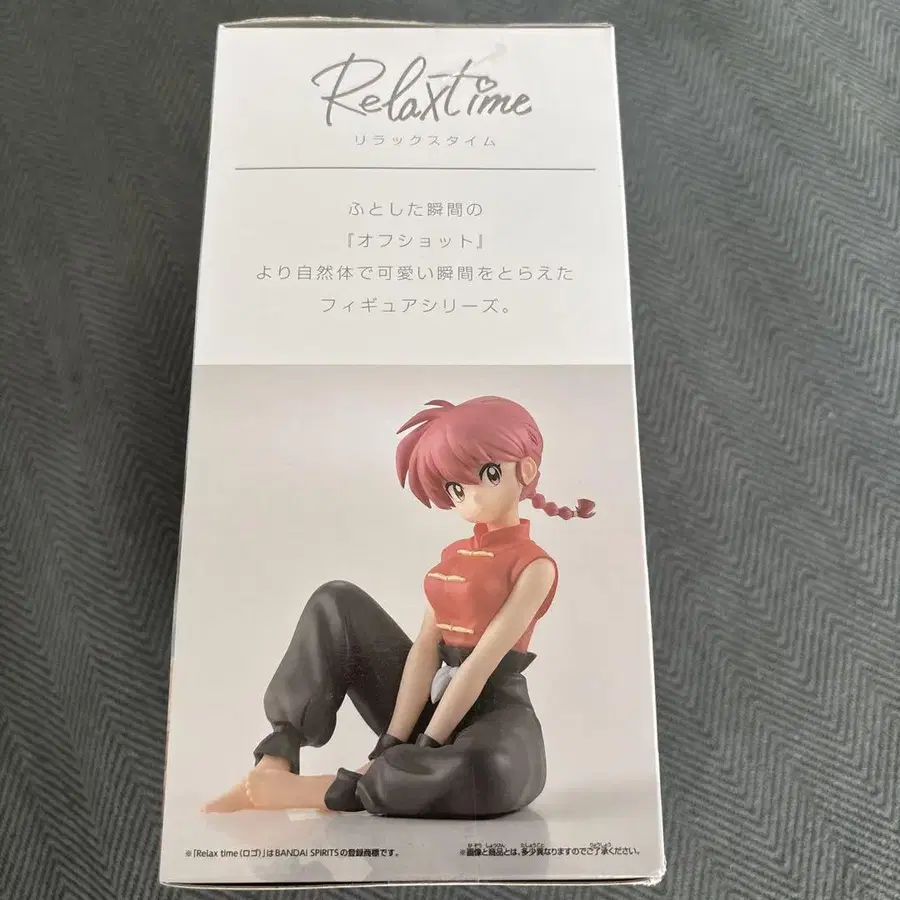 Relaxtime
リラックスタイム
ふとした瞬間の
『オフショット』
より自然体で可愛い瞬間をとらえた
フィギュアシリーズ。
※「Relax time（ロゴ）」はBANDAI SPIRITSの登録商標です。
※画像と商品とは、多少異なりますのでご了承ください。